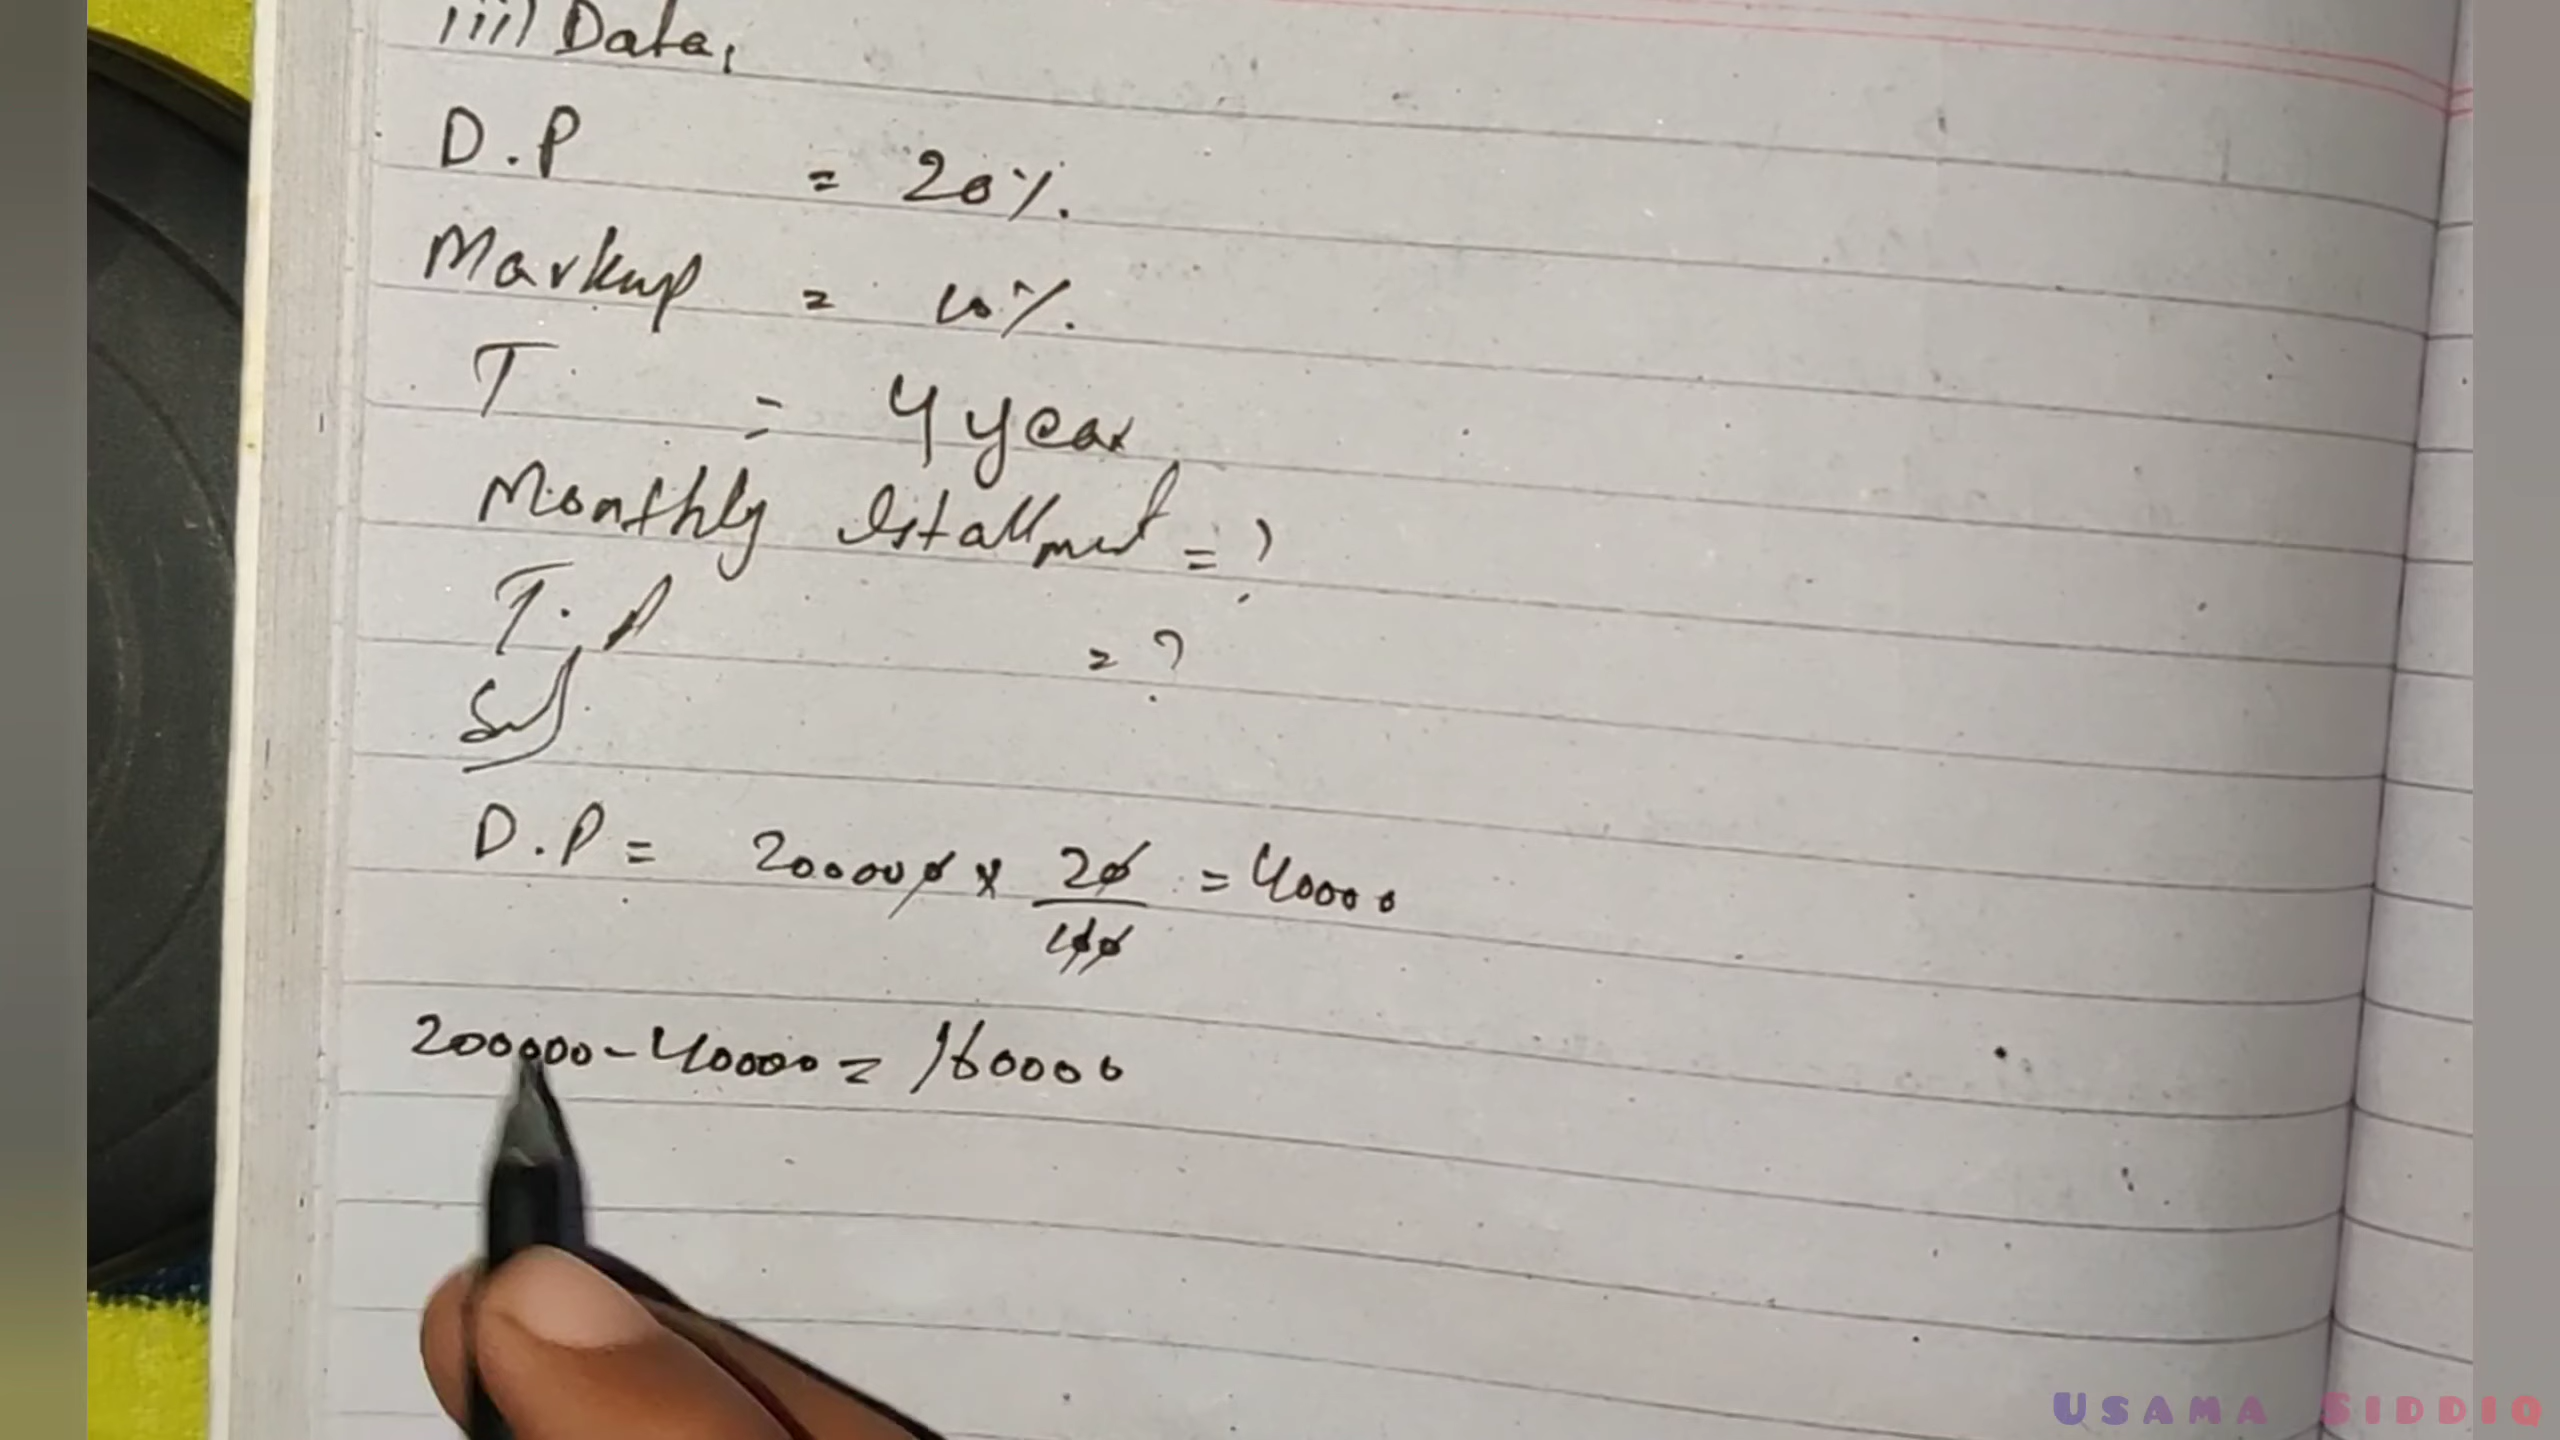 iii) Data,
D.P = 20%.
Markup = 10%.
T = 4 year
Monthly Istallment = ?
T. P = ?
Sol
D.P = 200000 x 20/100 = 40000
200000 - 40000 = 160000
USAMA SIDDIQ